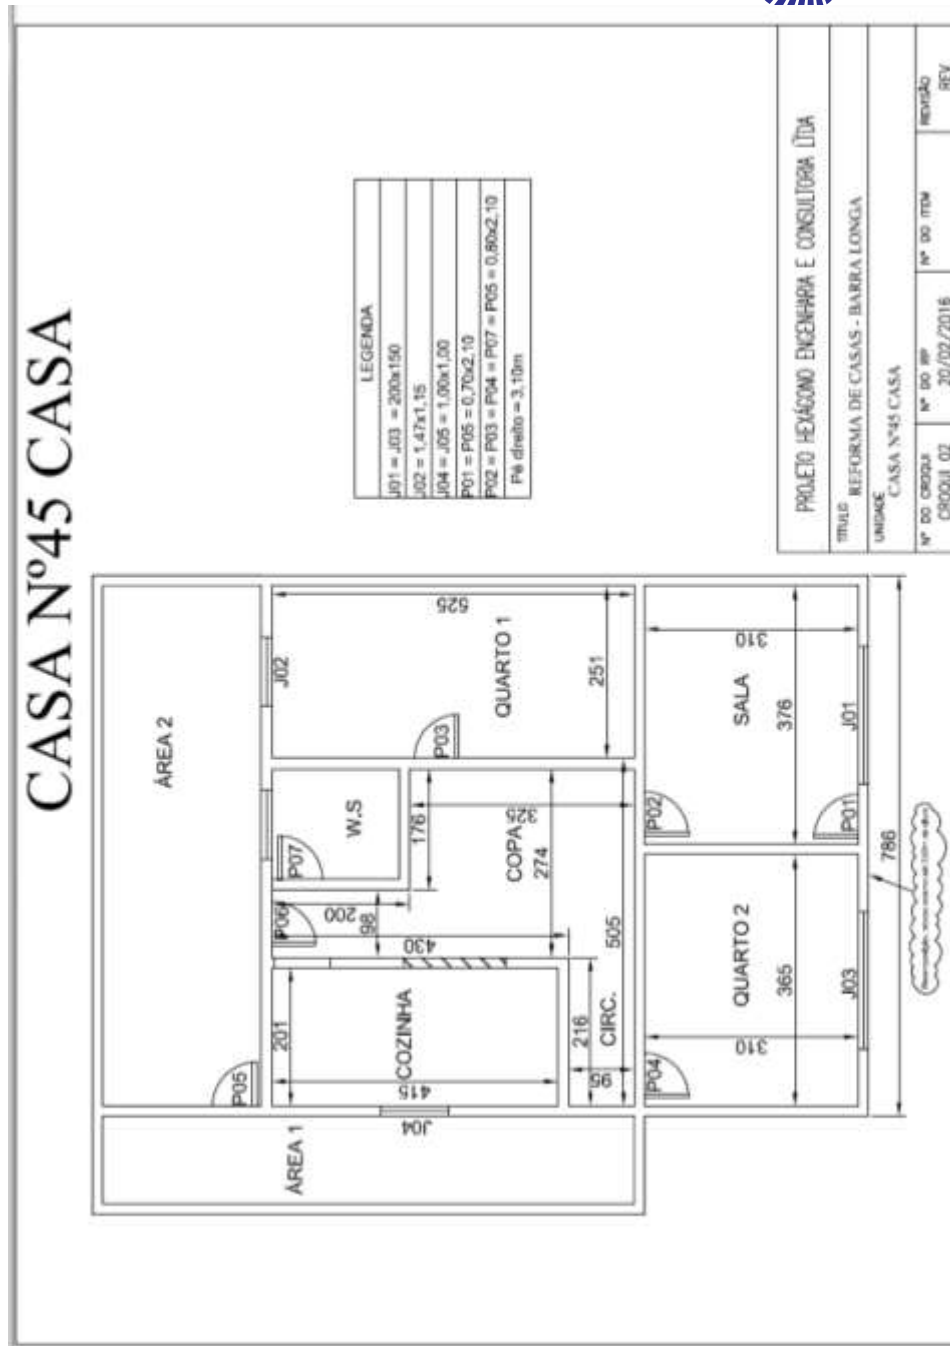 CASA Nº45 CASA
ÁREA 2
LEGENDA
J01 = J03 = 200x150
J02 = 1,47x1,15
J04 = J05 = 1,00x1,00
P01 = P05 = 0,70x2,10
P02 = P03 = P04 = P07 = P05 = 0,80x2,10
Pé direito = 3,10m
P05
J02
P06
P07
201
200
98
W.S
525
ÁREA 1
COZINHA
415
J04
430
176
P03
QUARTO 1
COPA
325
274
251
216
CIRC.
95
505
P04
P02
QUARTO 2
SALA
310
310
365
376
J03
P01
J01
786
PROJETO HEXÁGONO ENGENHARIA E CONSULTORIA LTDA
TITULO
REFORMA DE CASAS - BARRA LONGA
UNIDADE
CASA Nº45 CASA
Nº DO CROQUI
Nº DO RP
Nº DO ITEM
REVISÃO
CROQUI 02
20/02/2016
REV